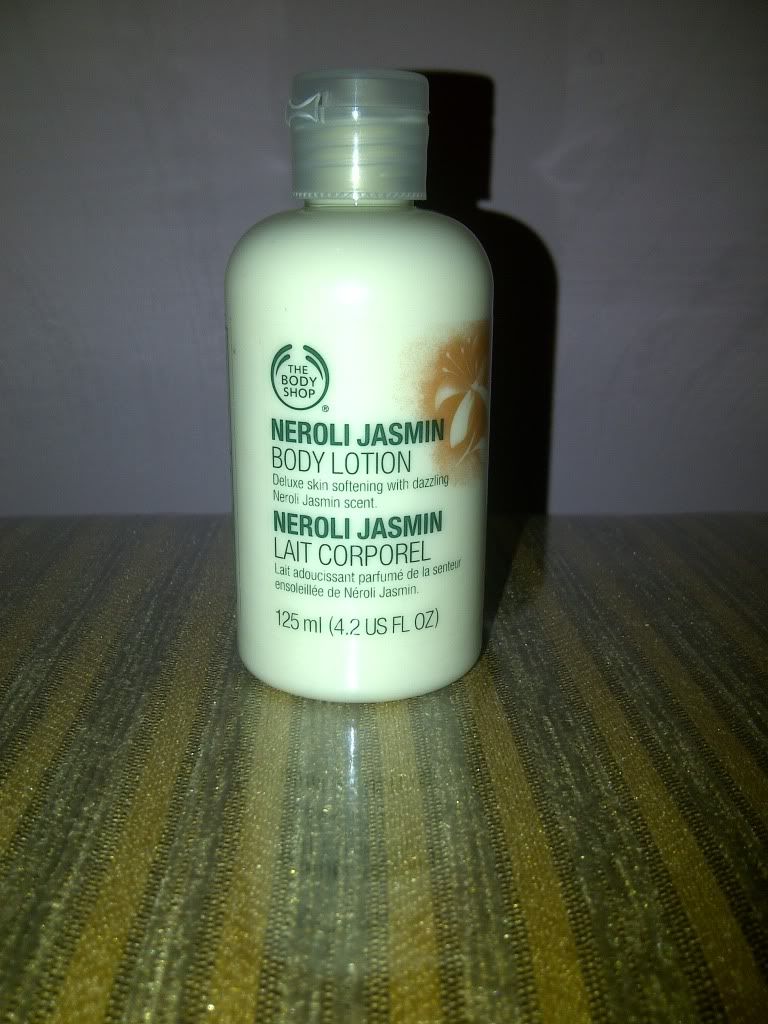 THE
BODY
SHOP
®
NEROLI JASMIN
BODY LOTION
Deluxe skin softening with dazzling
Neroli Jasmin scent.
NEROLI JASMIN
LAIT CORPOREL
Lait adoucissant parfumé de la senteur
ensoleillée de Néroli Jasmin.
125 ml (4.2 US FL OZ)